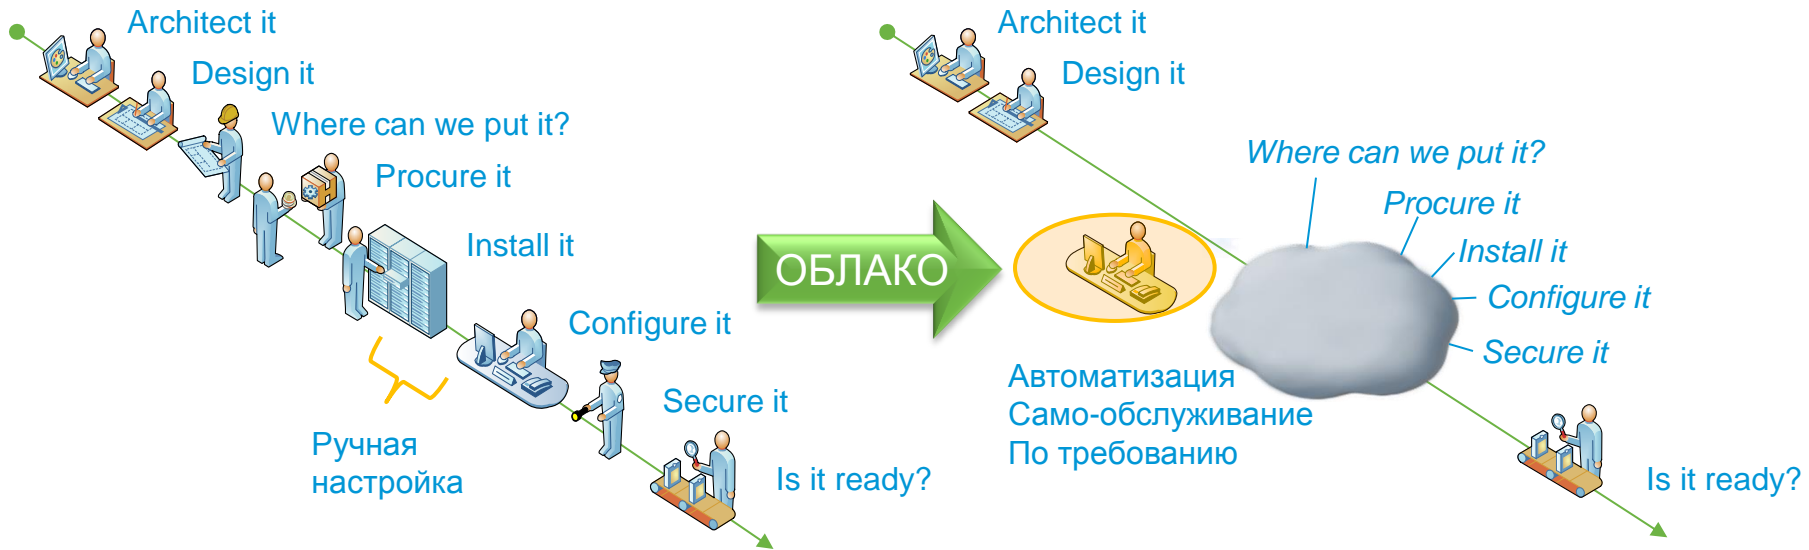 Architect it
Design it
Where can we put it?
Procure it
Install it
Configure it
Secure it
Is it ready?
Ручная
настройка
ОБЛАКО
Architect it
Design it
Where can we put it?
Procure it
Install it
Configure it
Secure it
Автоматизация
Само-обслуживание
По требованию
Is it ready?